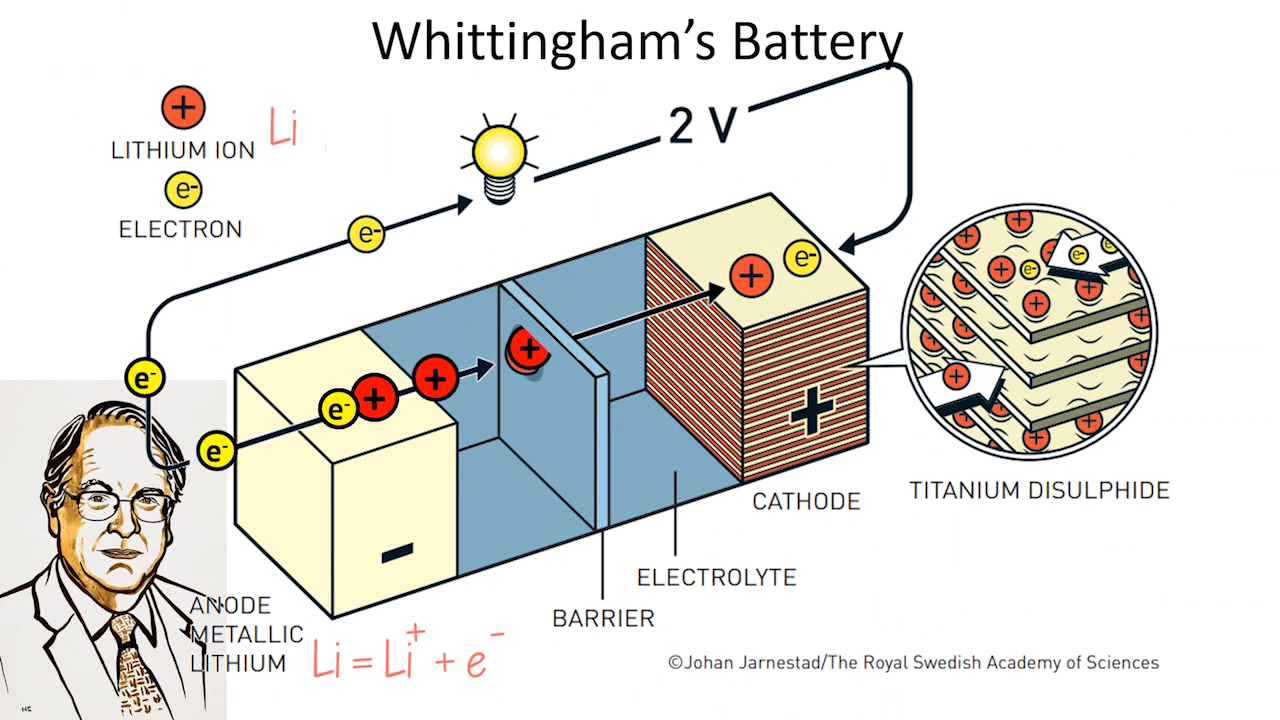 Whittingham's Battery
+
LITHIUM ION Li
e-
ELECTRON
2 V
e-
e-
e-
e-
+
+
+
+
e-
+
-
CATHODE
+
+
+
+
+
+
+
+
e-
e-
e-
TITANIUM DISULPHIDE
ELECTROLYTE
BARRIER
ANODE
METALLIC
LITHIUM
Li = Li⁺ + e⁻
©Johan Jarnestad/The Royal Swedish Academy of Sciences